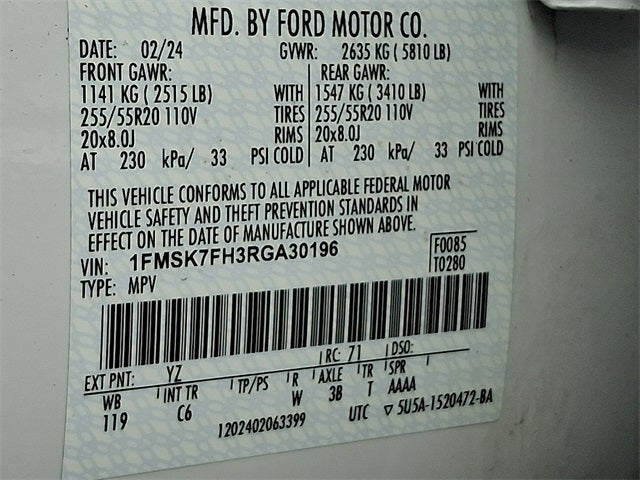 MFD. BY FORD MOTOR CO.
DATE: 02/24 GVWR: 2635 KG ( 5810 LB)
FRONT GAWR: REAR GAWR:
1141 KG ( 2515 LB) WITH 1547 KG ( 3410 LB) WITH
255/55R20 110V TIRES 255/55R20 110V TIRES
20x8.0J RIMS 20x8.0J RIMS
AT 230 kPa/ 33 PSI COLD AT 230 kPa/ 33 PSI COLD
THIS VEHICLE CONFORMS TO ALL APPLICABLE FEDERAL MOTOR
VEHICLE SAFETY AND THEFT PREVENTION STANDARDS IN
EFFECT ON THE DATE OF MANUFACTURE SHOWN ABOVE.
VIN: 1FMSK7FH3RGA30196 F0085
TYPE: MPV T0280
EXT PNT: YZ RC: 71 DSO:
WB INT TR TP/PS R AXLE TR SPR
119 C6 W 3B T AAAA
1202402063399 UTC ▽ 5U5A-1520472-BA